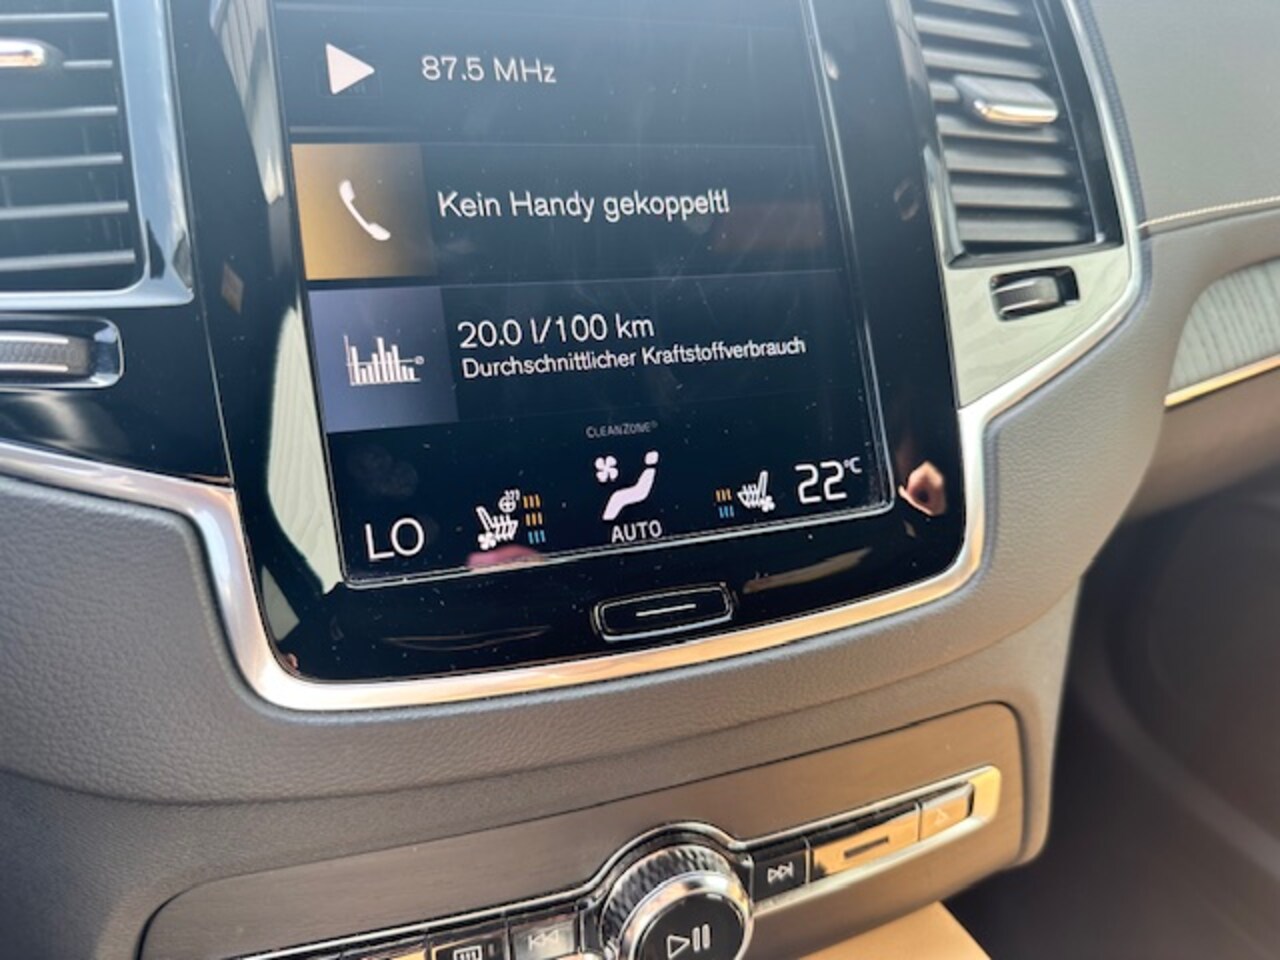 87.5 MHz
Kein Handy gekoppelt!
20.0 l/100 km
Durchschnittlicher Kraftstoffverbrauch
CLEANZONE®
LO
AUTO
22°C